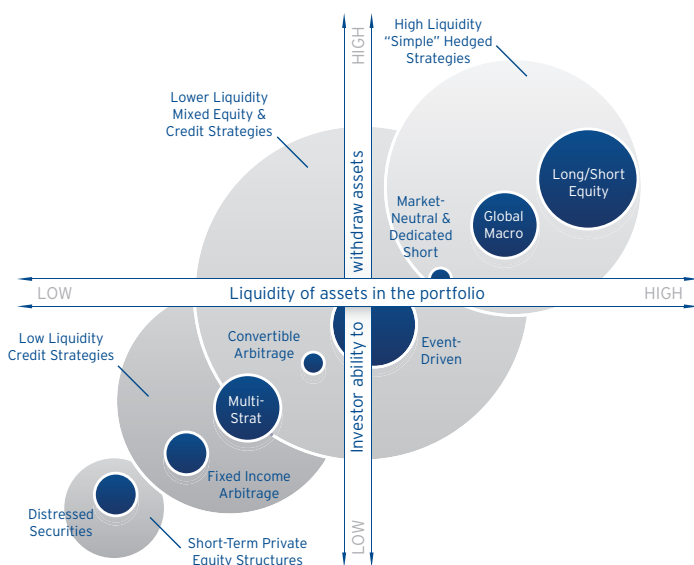 High Liquidity
“Simple” Hedged
Strategies
HIGH
Lower Liquidity
Mixed Equity &
Credit Strategies
Long/Short
Equity
Market-
Neutral &
Dedicated
Short
Global
Macro
withdraw assets
LOW
Liquidity of assets in the portfolio
HIGH
Investor ability to
Convertible
Arbitrage
Event-
Driven
Low Liquidity
Credit Strategies
Multi-
Strat
Fixed Income
Arbitrage
Distressed
Securities
LOW
Short-Term Private
Equity Structures